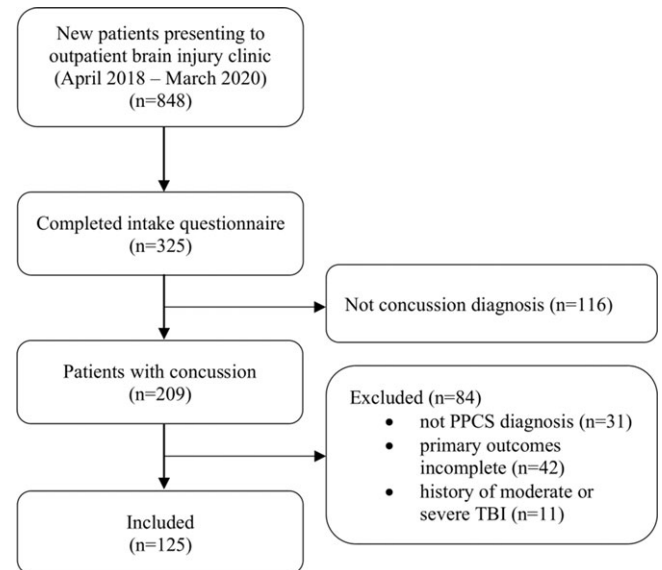 New patients presenting to
outpatient brain injury clinic
(April 2018 – March 2020)
(n=848)
Completed intake questionnaire
(n=325)
Not concussion diagnosis (n=116)
Patients with concussion
(n=209)
Excluded (n=84)
• not PPCS diagnosis (n=31)
• primary outcomes
incomplete (n=42)
• history of moderate or
severe TBI (n=11)
Included
(n=125)